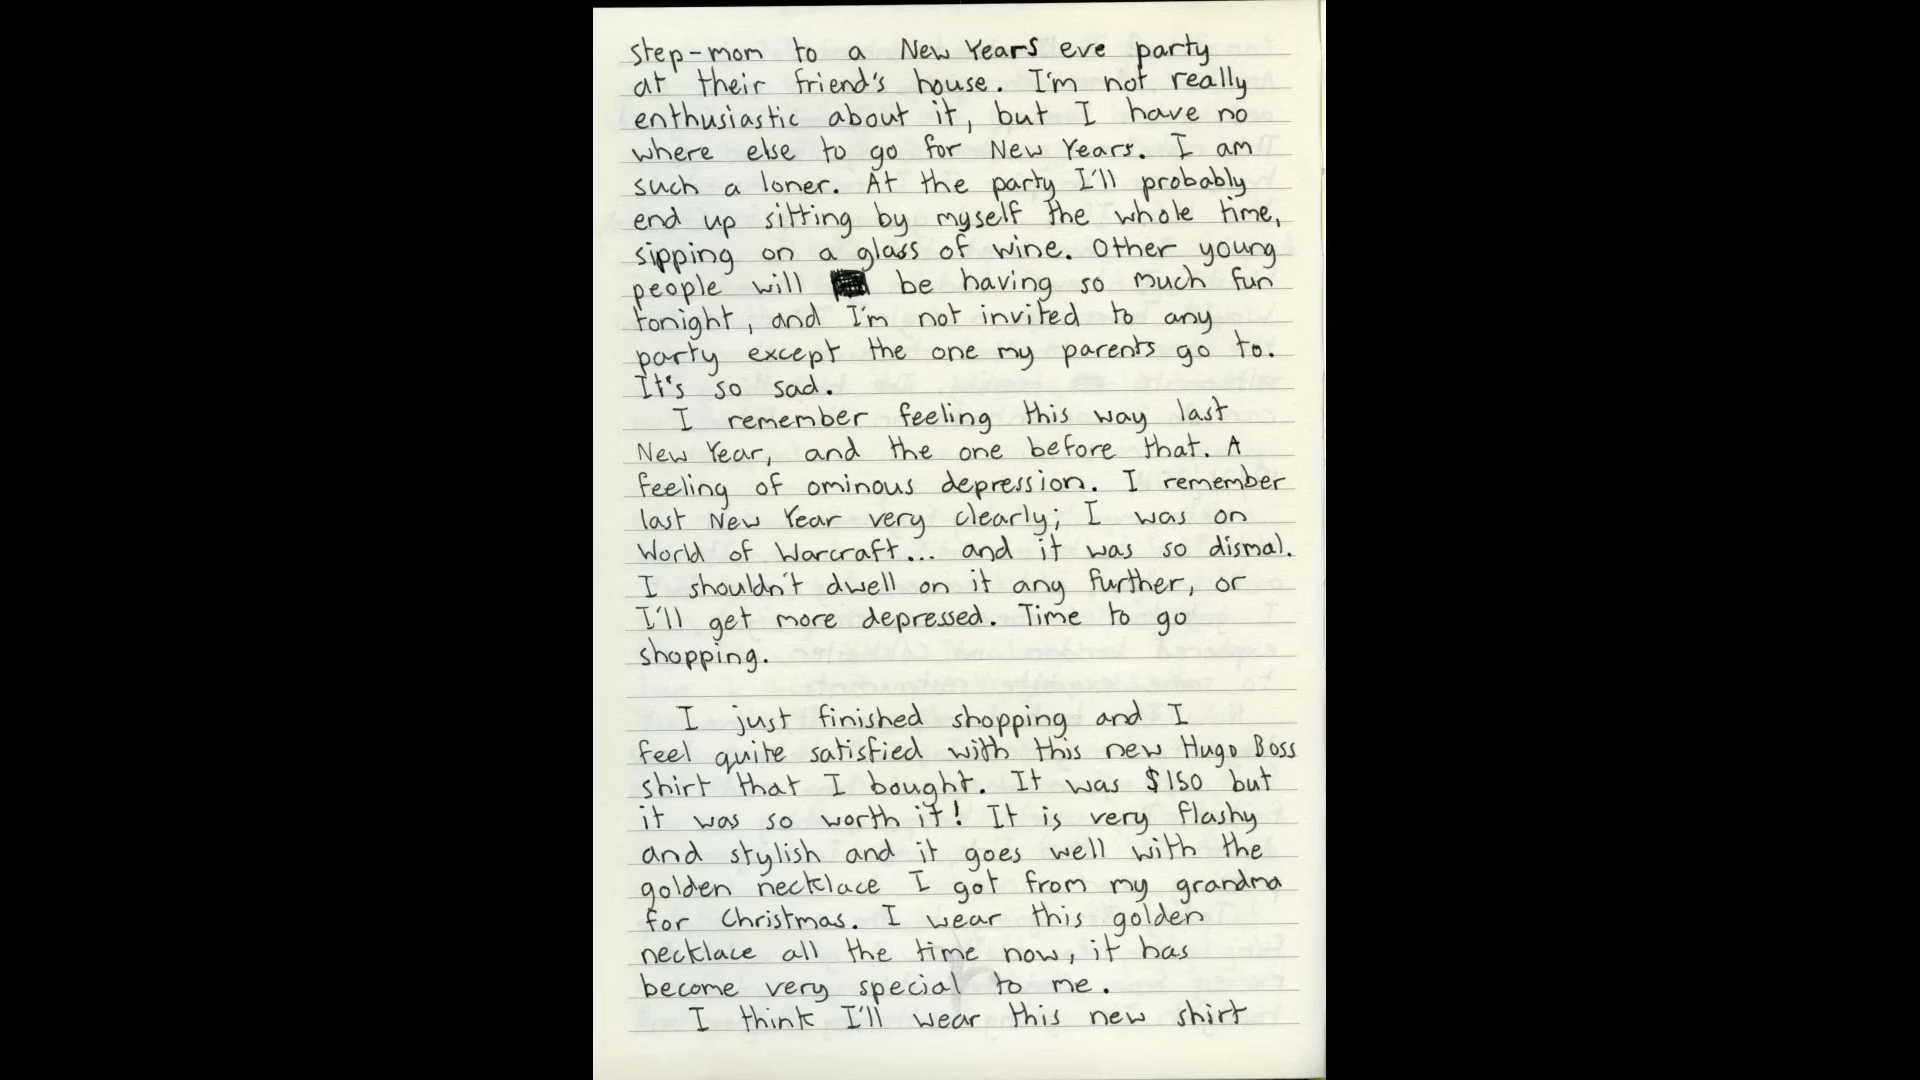 step-mom to a New Years eve party
at their friend's house. I'm not really
enthusiastic about it, but I have no
where else to go for New Years. I am
such a loner. At the party I'll probably
end up sitting by myself the whole time,
sipping on a glass of wine. Other young
people will be having so much fun
tonight, and I'm not invited to any
party except the one my parents go to.
It's so sad.
I remember feeling this way last
New Year, and the one before that. A
feeling of ominous depression. I remember
last New Year very clearly; I was on
World of Warcraft... and it was so dismal.
I shouldn't dwell on it any further, or
I'll get more depressed. Time to go
shopping.
I just finished shopping and I
feel quite satisfied with this new Hugo Boss
shirt that I bought. It was $150 but
it was so worth it! It is very flashy
and stylish and it goes well with the
golden necklace I got from my grandma
for Christmas. I wear this golden
necklace all the time now, it has
become very special to me.
I think I'll wear this new shirt